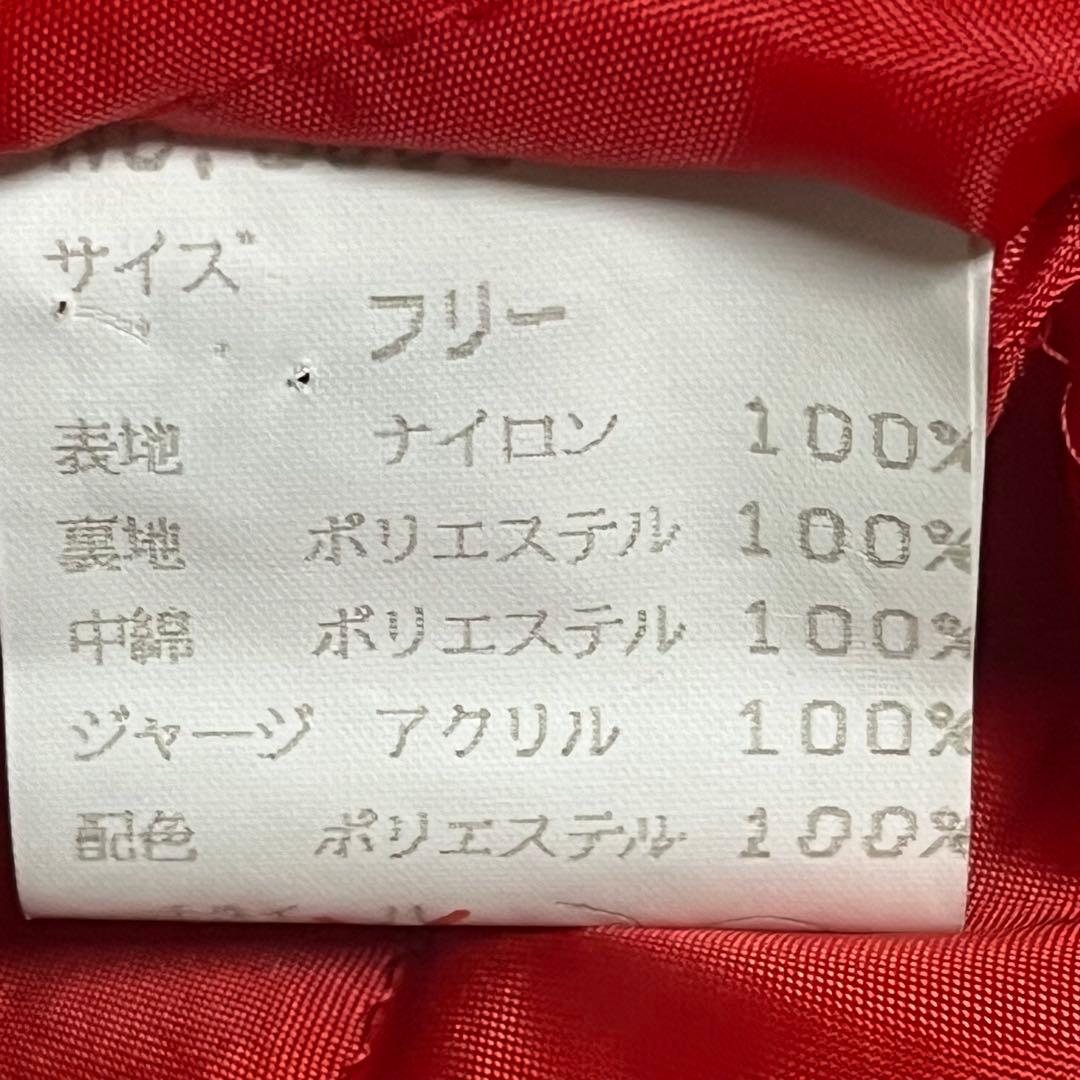 サイズ
フリー
表地 ナイロン 100%
裏地 ポリエステル 100%
中綿 ポリエステル 100%
ジャージ アクリル 100%
配色 ポリエステル 100%